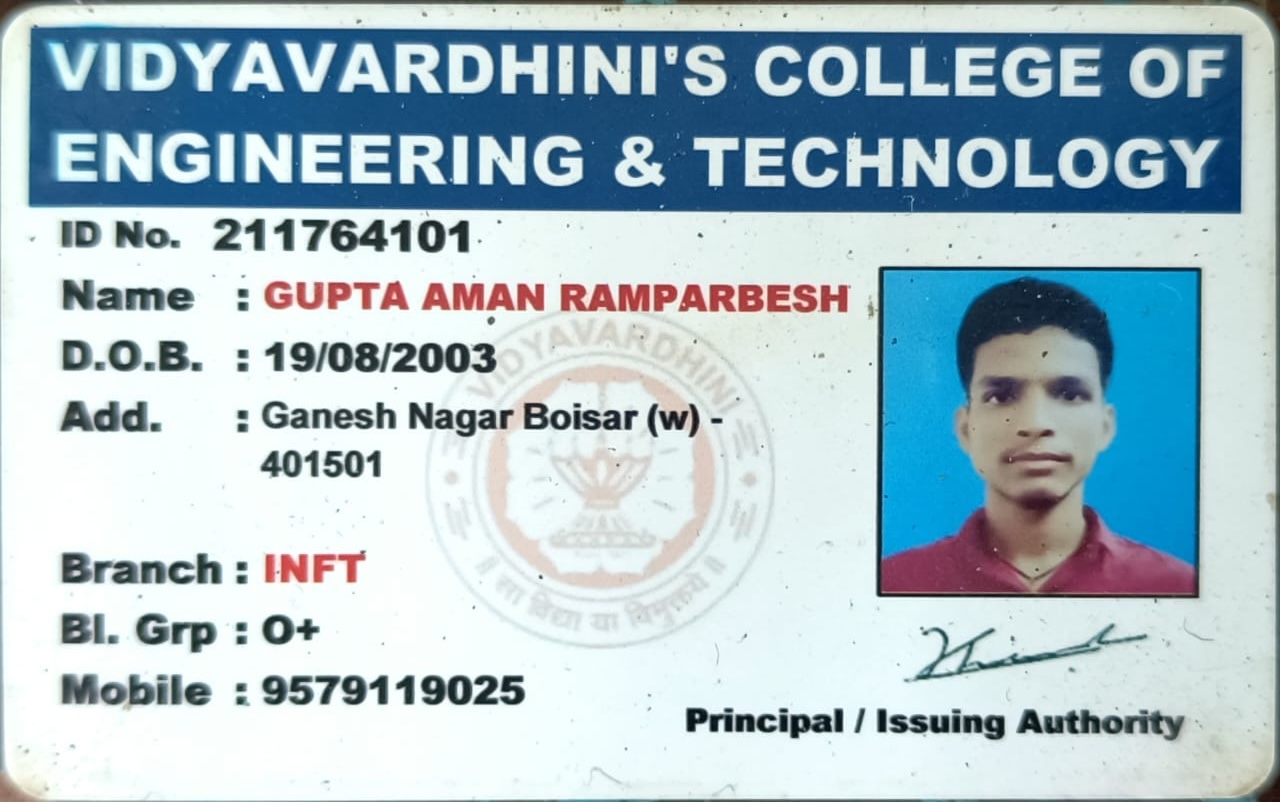 VIDYAVARDHINI'S COLLEGE OF
ENGINEERING & TECHNOLOGY
ID No. 211764101
Name : GUPTA AMAN RAMPARBESH
D.O.B. : 19/08/2003
Add. : Ganesh Nagar Boisar (w) -
401501
VIDYAVARDHINI
॥ सा विद्या या विमुक्तये ॥
Branch : INFT
Bl. Grp : O+
Mobile : 9579119025
Principal / Issuing Authority